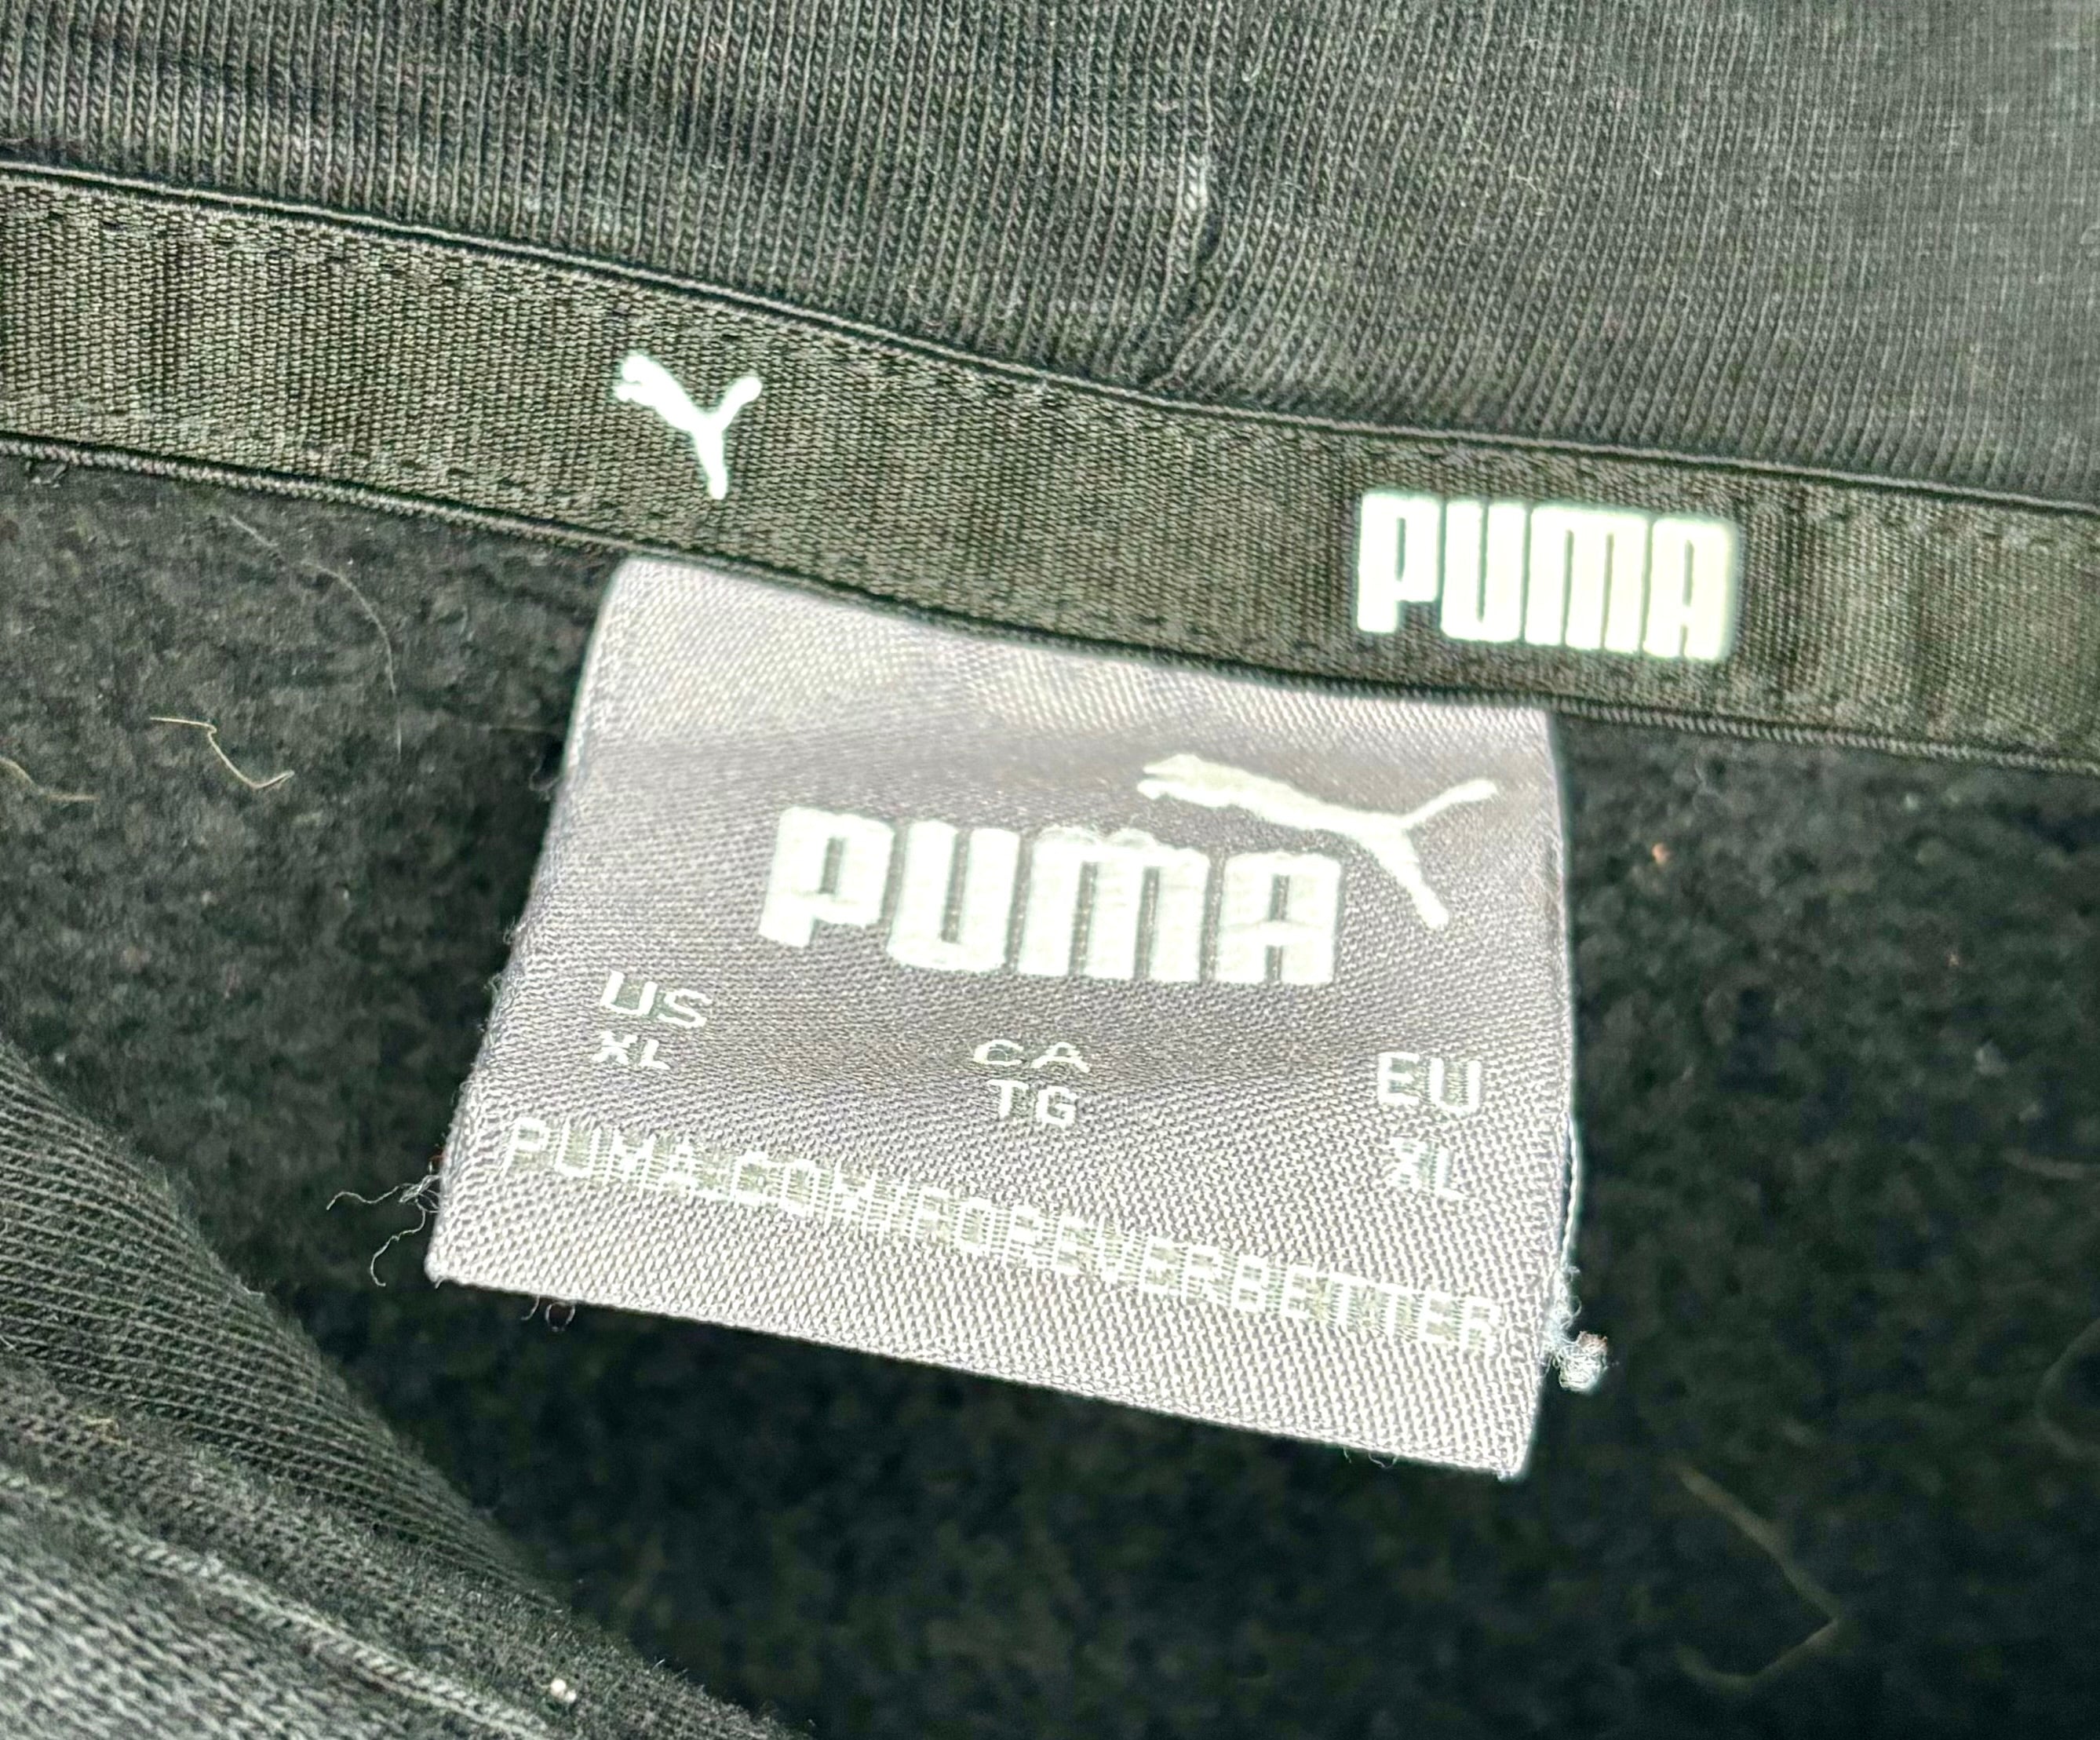 PUMA
PUMA
US CA EU
XL TG XL
PUMA.COM/FOREVERBETTER